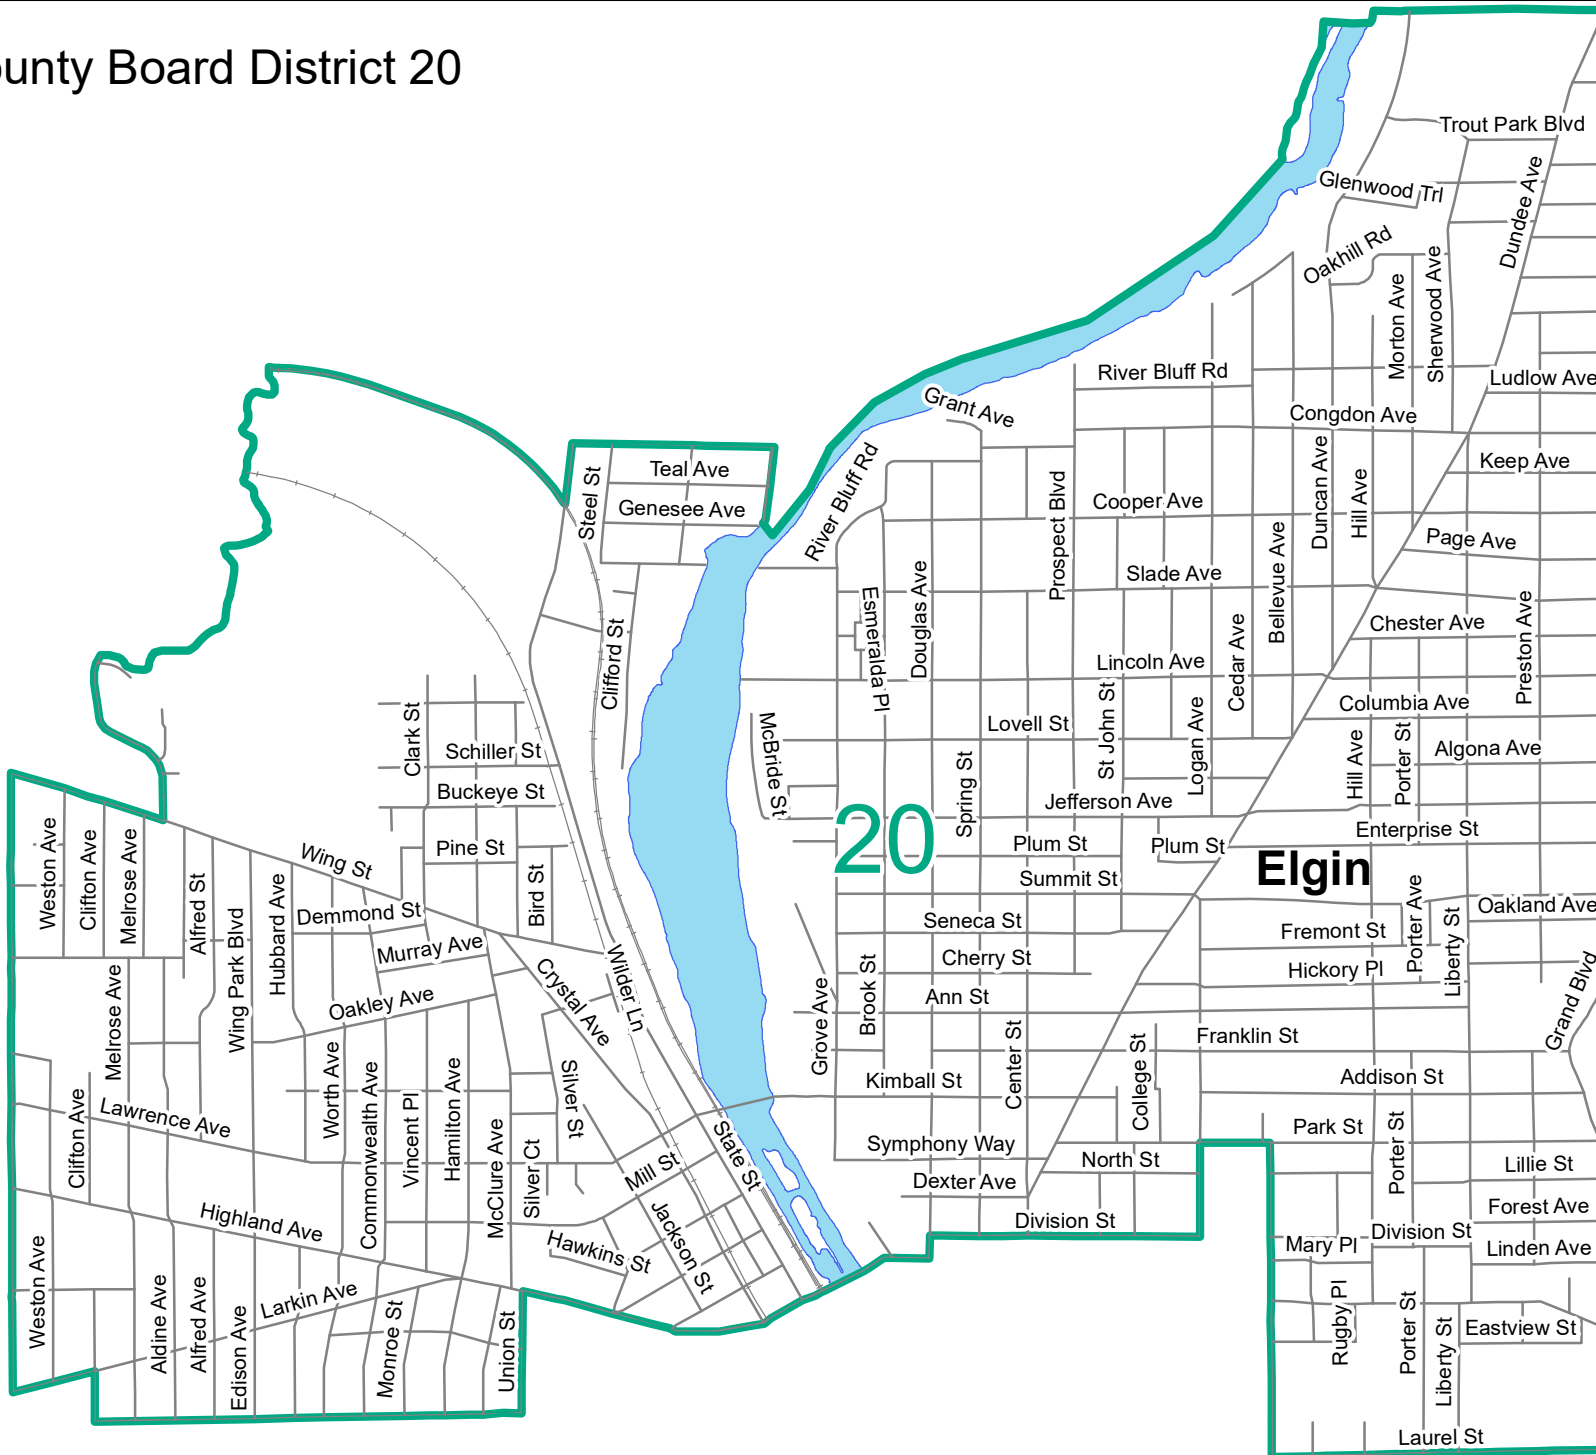 ounty Board District 20
Trout Park Blvd
Glenwood Trl
Dundee Ave
Oakhill Rd
Morton Ave
Sherwood Ave
River Bluff Rd
Ludlow Ave
Grant Ave
Congdon Ave
Teal Ave
Steel St
Genesee Ave
River Bluff Rd
Prospect Blvd
Cooper Ave
Duncan Ave
Hill Ave
Keep Ave
Page Ave
Bellevue Ave
Slade Ave
Esmeralda Pl
Douglas Ave
Clifford St
Cedar Ave
Chester Ave
Preston Ave
Lincoln Ave
Columbia Ave
Clark St
Schiller St
McBride St
Lovell St
St John St
Logan Ave
Hill Ave
Porter St
Algona Ave
Buckeye St
Spring St
Jefferson Ave
20
Plum St
Plum St
Enterprise St
Elgin
Weston Ave
Clifton Ave
Melrose Ave
Wing St
Pine St
Bird St
Summit St
Alfred St
Wing Park Blvd
Hubbard Ave
Demmond St
Murray Ave
Seneca St
Fremont St
Porter Ave
Liberty St
Oakland Ave
Cherry St
Hickory Pl
Melrose Ave
Oakley Ave
Crystal Ave
Wilder Ln
Grove Ave
Brook St
Ann St
Center St
Franklin St
Grand Blvd
College St
Kimball St
Addison St
Clifton Ave
Lawrence Ave
Worth Ave
Commonwealth Ave
Vincent Pl
Hamilton Ave
McClure Ave
Silver St
Silver Ct
Mill St
State St
Symphony Way
North St
Park St
Porter St
Lillie St
Dexter Ave
Forest Ave
Weston Ave
Highland Ave
Hawkins St
Jackson St
Division St
Division St
Mary Pl
Linden Ave
Aldine Ave
Alfred Ave
Edison Ave
Larkin Ave
Monroe St
Union St
Rugby Pl
Porter St
Liberty St
Eastview St
Laurel St